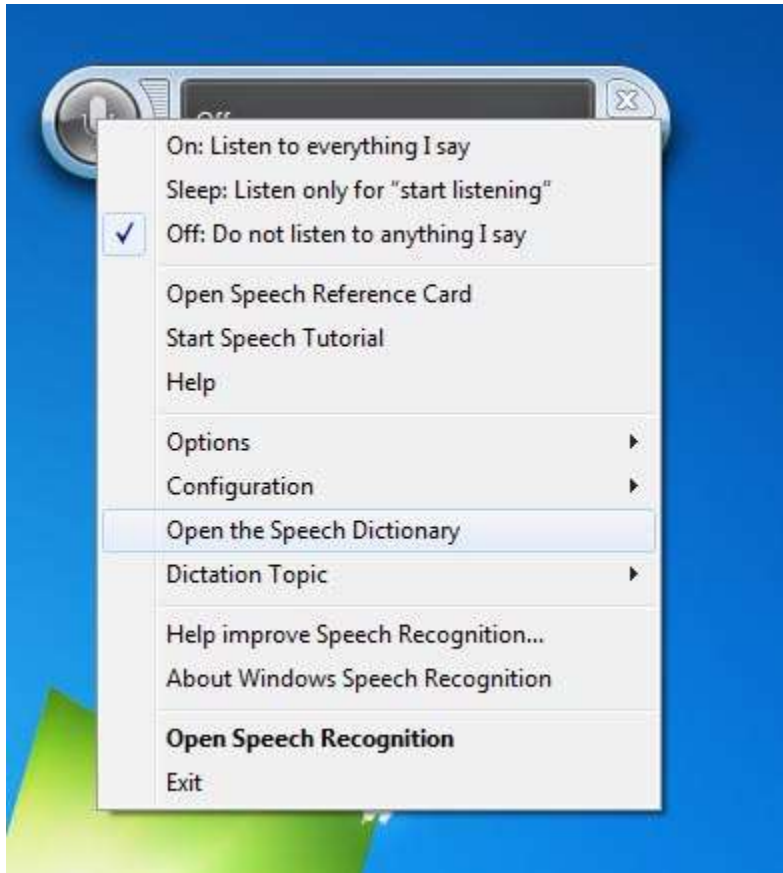 Off
On: Listen to everything I say
Sleep: Listen only for “start listening”
Off: Do not listen to anything I say
Open Speech Reference Card
Start Speech Tutorial
Help
Options
Configuration
Open the Speech Dictionary
Dictation Topic
Help improve Speech Recognition...
About Windows Speech Recognition
Open Speech Recognition
Exit